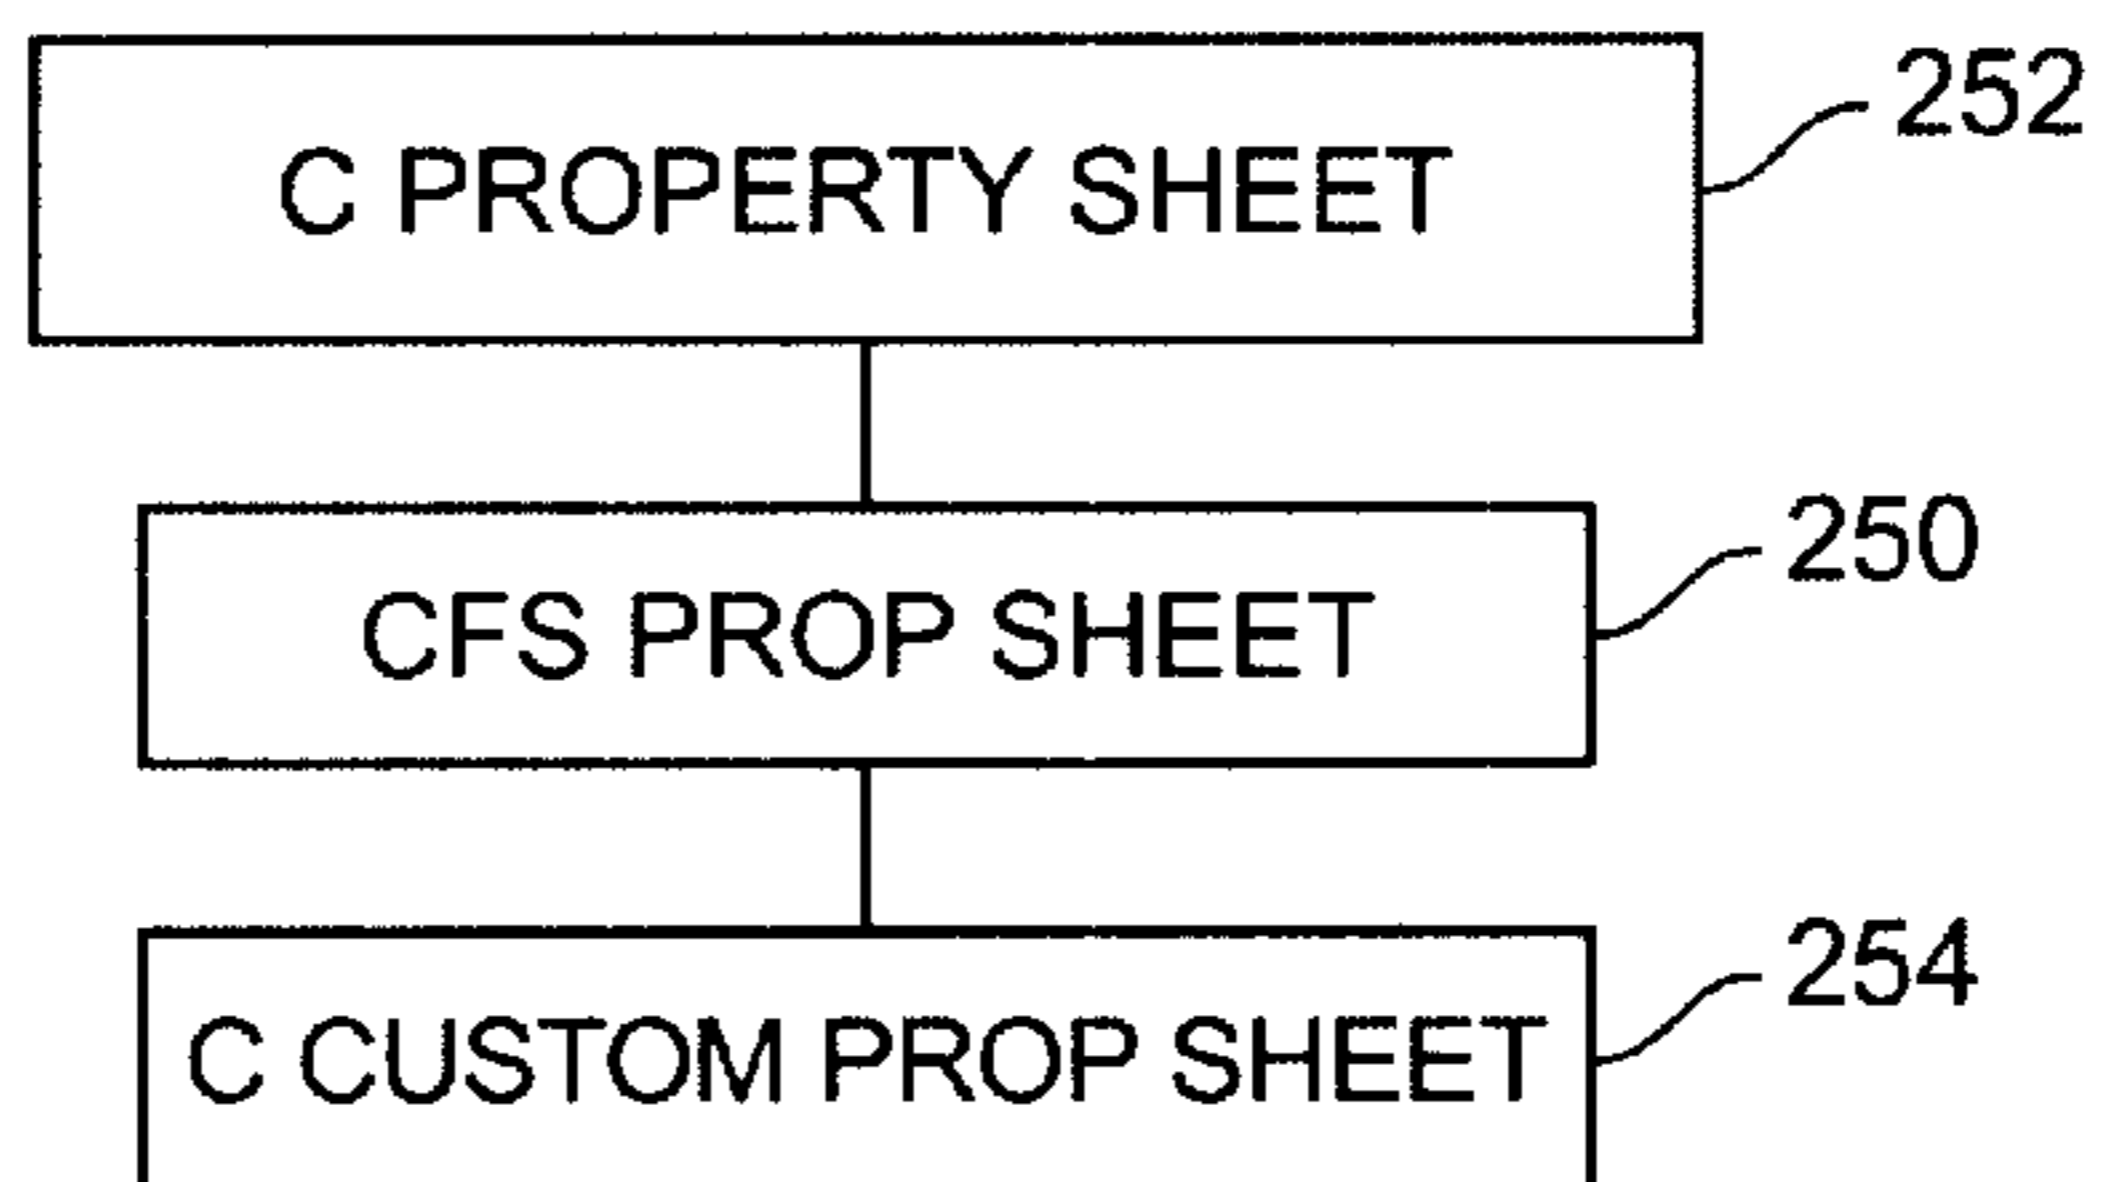 C PROPERTY SHEET
252
CFS PROP SHEET
250
C CUSTOM PROP SHEET
254